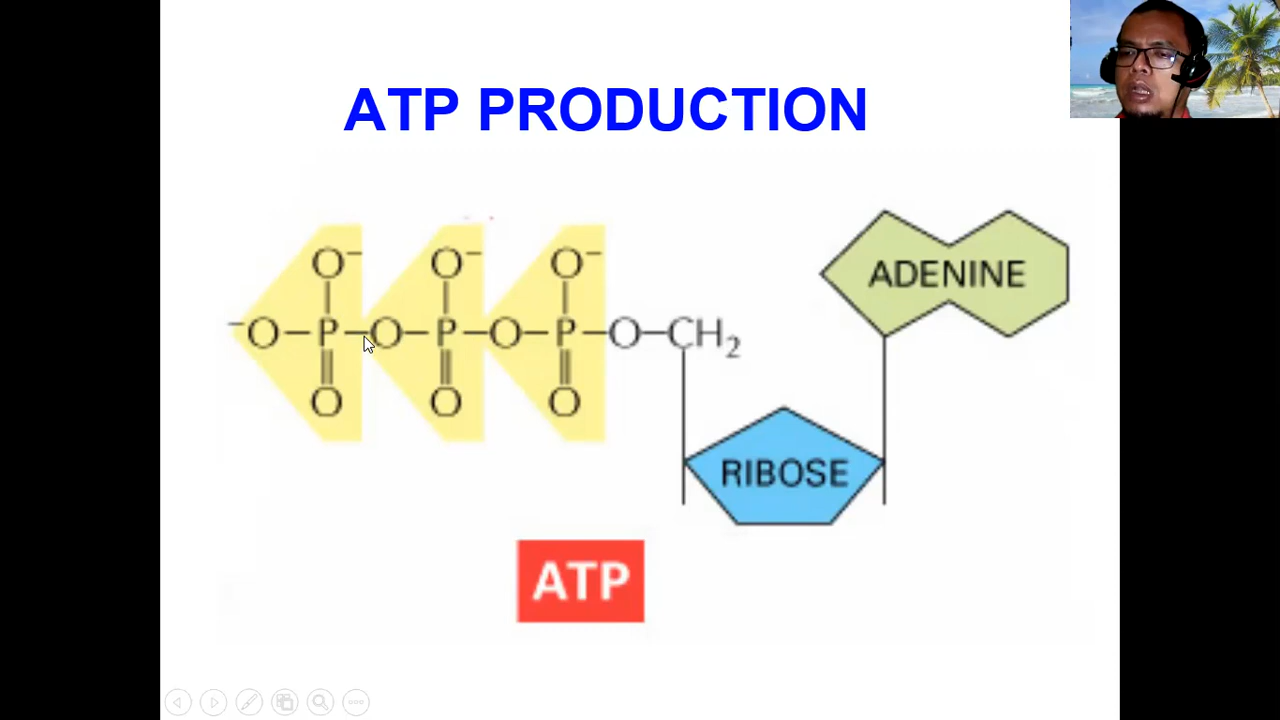 ATP PRODUCTION
O⁻ O⁻ O⁻
⁻O–P–O–P–O–P–O–CH₂
O O O
ADENINE
RIBOSE
ATP